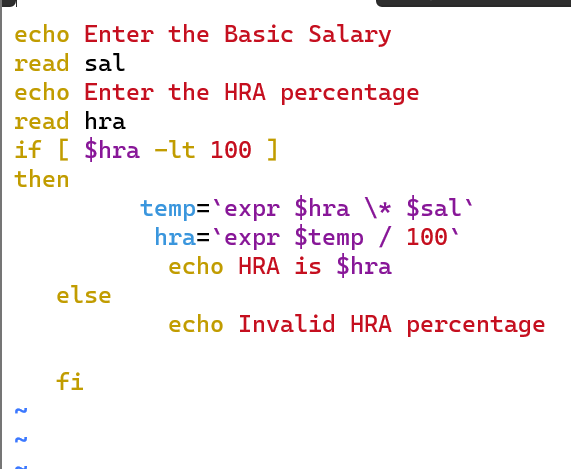 echo Enter the Basic Salary
read sal
echo Enter the HRA percentage
read hra
if [ $hra -lt 100 ]
then
         temp=`expr $hra \* $sal`
          hra=`expr $temp / 100`
           echo HRA is $hra
   else
           echo Invalid HRA percentage
   fi
~
~
~